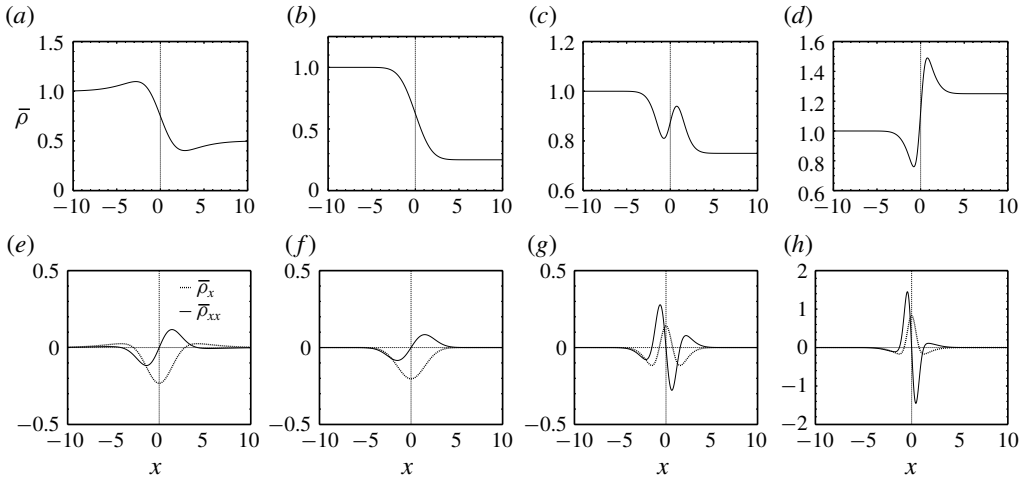 (a) (b) (c) (d)
1.5 1.2 1.6
1.0 1.0 1.4
ρ̄ 1.0 1.2
0.5 0.5 0.8 1.0
0.8
0 0 0.6 0.6
−10 −5 0 5 10 −10 −5 0 5 10 −10 −5 0 5 10 −10 −5 0 5 10
(e) (f) (g) (h)
0.5 0.5 0.5 2
ρ̄x
ρ̄xx
1
0 0 0 0
−1
−0.5 −0.5 −0.5 −2
−10 −5 0 5 10 −10 −5 0 5 10 −10 −5 0 5 10 −10 −5 0 5 10
x x x x